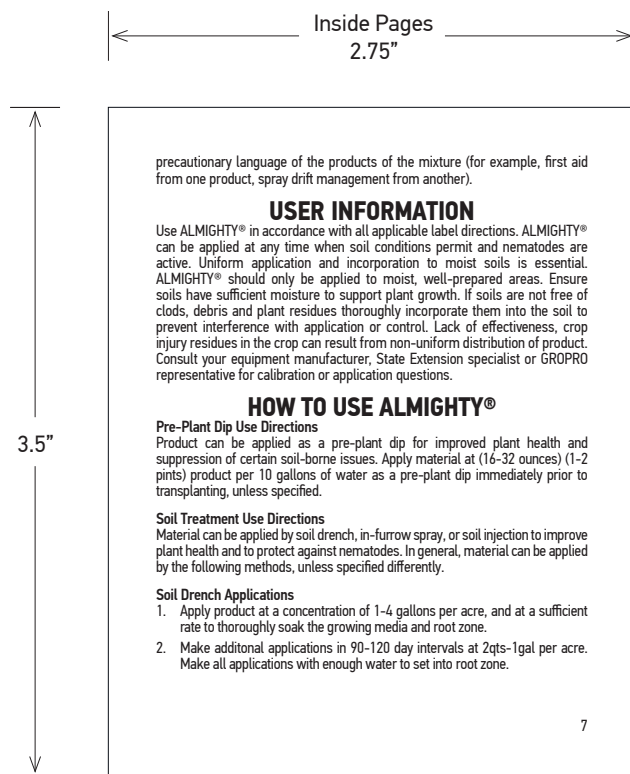 Inside Pages
2.75”
3.5”
precautionary language of the products of the mixture (for example, first aid
from one product, spray drift management from another).
USER INFORMATION
Use ALMIGHTY® in accordance with all applicable label directions. ALMIGHTY®
can be applied at any time when soil conditions permit and nematodes are
active. Uniform application and incorporation to moist soils is essential.
ALMIGHTY® should only be applied to moist, well-prepared areas. Ensure
soils have sufficient moisture to support plant growth. If soils are not free of
clods, debris and plant residues thoroughly incorporate them into the soil to
prevent interference with application or control. Lack of effectiveness, crop
injury residues in the crop can result from non-uniform distribution of product.
Consult your equipment manufacturer, State Extension specialist or GROPRO
representative for calibration or application questions.
HOW TO USE ALMIGHTY®
Pre-Plant Dip Use Directions
Product can be applied as a pre-plant dip for improved plant health and
suppression of certain soil-borne issues. Apply material at (16-32 ounces) (1-2
pints) product per 10 gallons of water as a pre-plant dip immediately prior to
transplanting, unless specified.
Soil Treatment Use Directions
Material can be applied by soil drench, in-furrow spray, or soil injection to improve
plant health and to protect against nematodes. In general, material can be applied
by the following methods, unless specified differently.
Soil Drench Applications
1. Apply product at a concentration of 1-4 gallons per acre, and at a sufficient
rate to thoroughly soak the growing media and root zone.
2. Make additonal applications in 90-120 day intervals at 2qts-1gal per acre.
Make all applications with enough water to set into root zone.
7